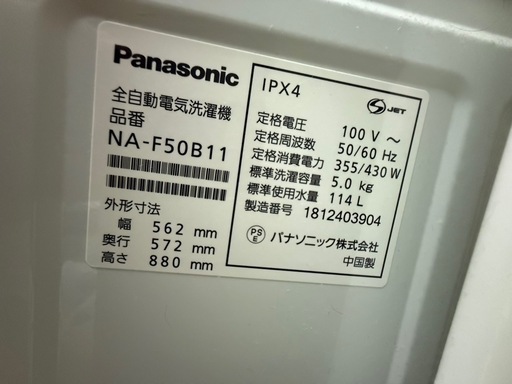 Panasonic
全自動電気洗濯機
品番
NA-F50B11
外形寸法
幅 562 mm
奥行 572 mm
高さ 880 mm
IPX4
S JET
定格電圧 100 V ～
定格周波数 50/60 Hz
定格消費電力 355/430 W
標準洗濯容量 5.0 kg
標準使用水量 114 L
製造番号 1812403904
PS
E
パナソニック株式会社
中国製